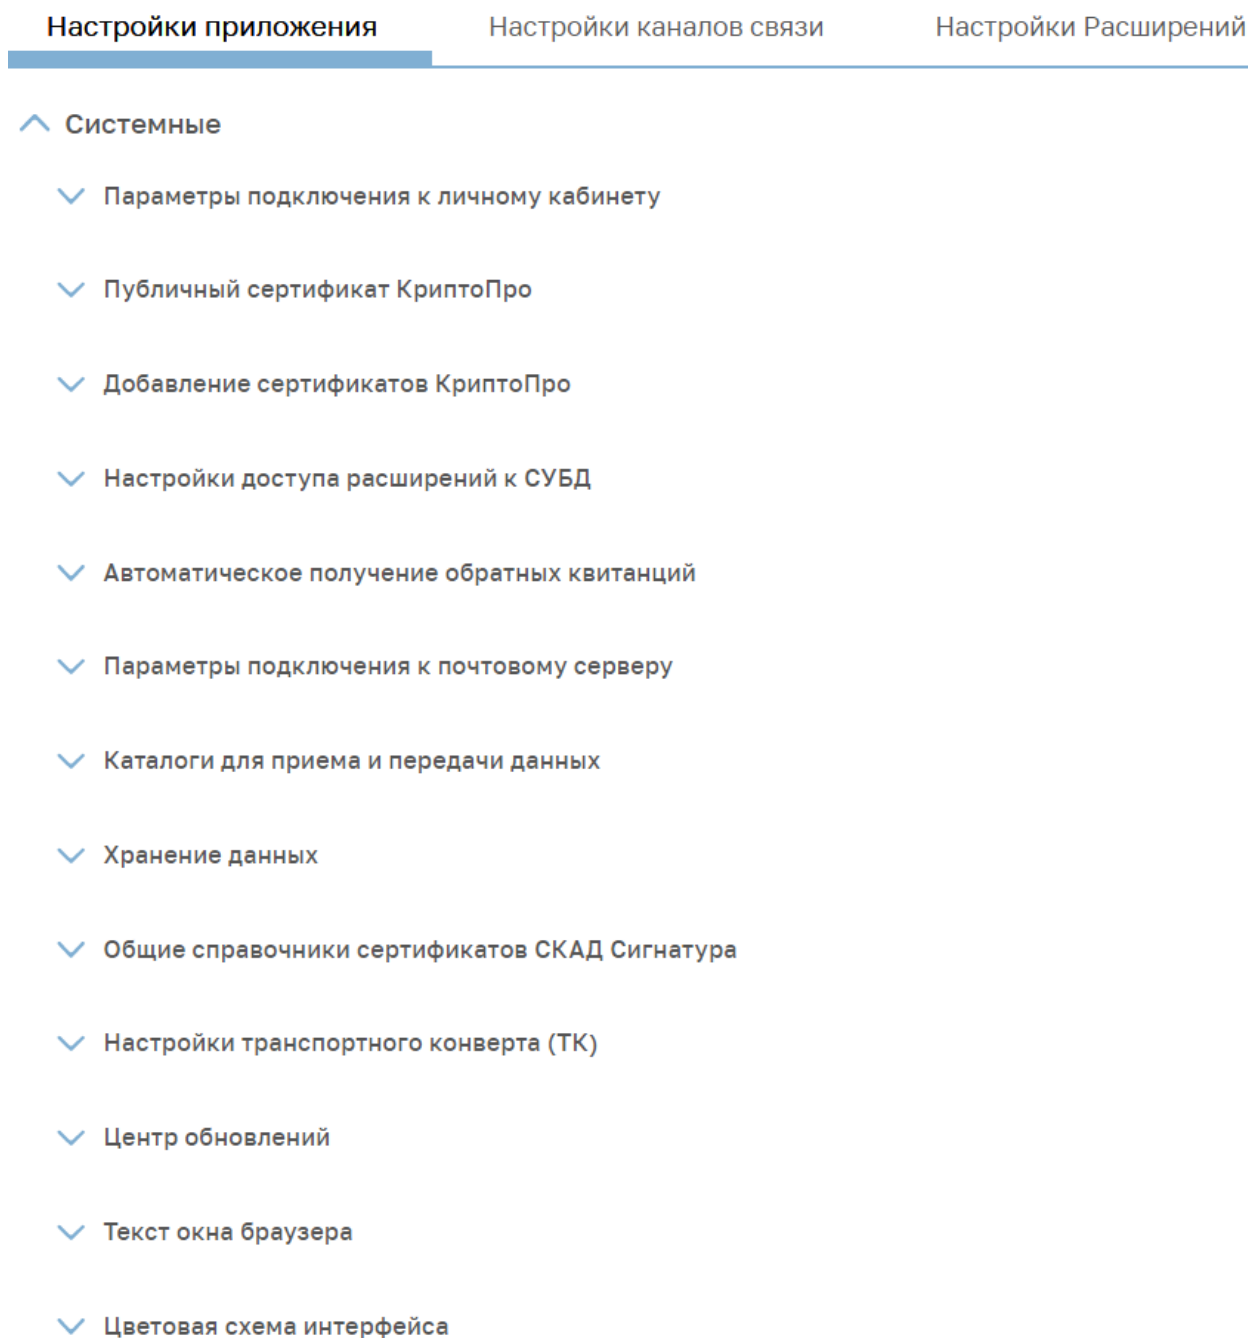 Настройки приложения Настройки каналов связи Настройки Расширений
Системные
Параметры подключения к личному кабинету
Публичный сертификат КриптоПро
Добавление сертификатов КриптоПро
Настройки доступа расширений к СУБД
Автоматическое получение обратных квитанций
Параметры подключения к почтовому серверу
Каталоги для приема и передачи данных
Хранение данных
Общие справочники сертификатов СКАД Сигнатура
Настройки транспортного конверта (ТК)
Центр обновлений
Текст окна браузера
Цветовая схема интерфейса